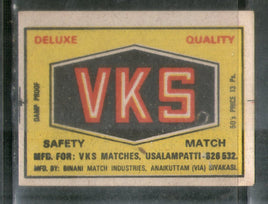 DELUXE QUALITY
DAMP PROOF
VKS
50's PRICE 13 Ps.
SAFETY MATCH
MFG. FOR: VKS MATCHES, USALAMPATTI-626 532.
MFD. BY: BINANI MATCH INDUSTRIES, ANAIKUTTAM (VIA) SIVAKASI.